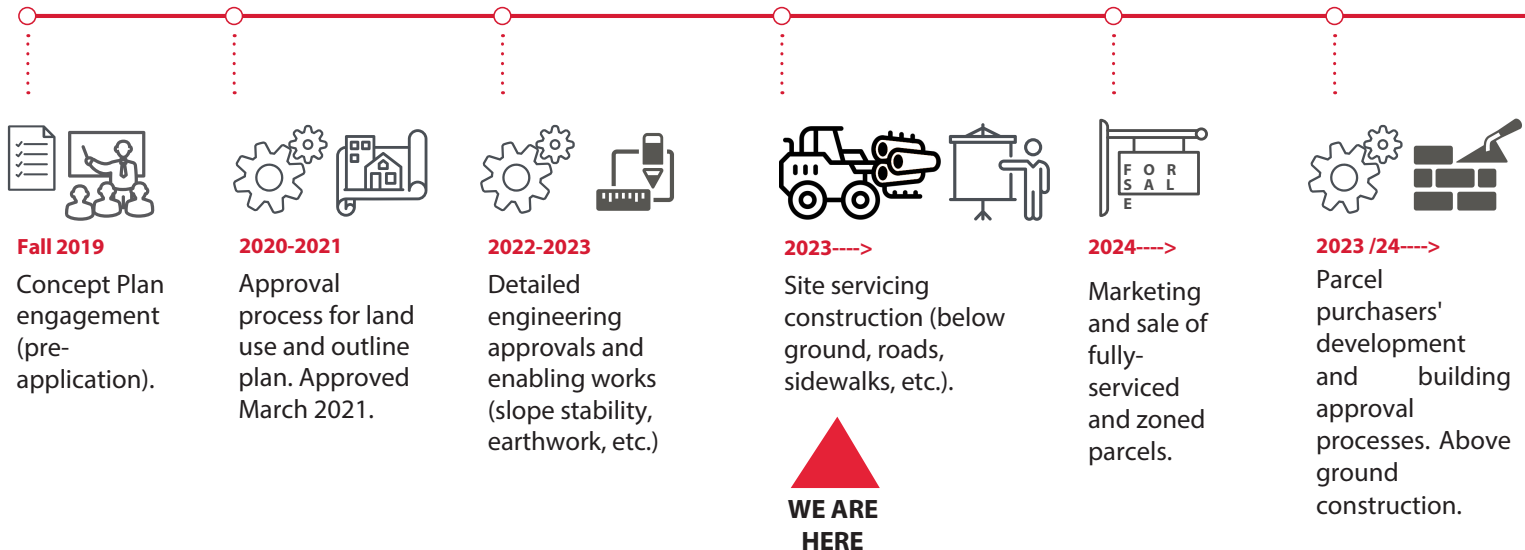 Fall 2019
Concept Plan
engagement
(pre-
application).
2020-2021
Approval
process for land
use and outline
plan. Approved
March 2021.
2022-2023
Detailed
engineering
approvals and
enabling works
(slope stability,
earthwork, etc.)
2023---->
Site servicing
construction (below
ground, roads,
sidewalks, etc.).
WE ARE
HERE
F O R
S A L
E
2024---->
Marketing
and sale of
fully-
serviced
and zoned
parcels.
2023 /24---->
Parcel
purchasers'
development
and building
approval
processes. Above
ground
construction.